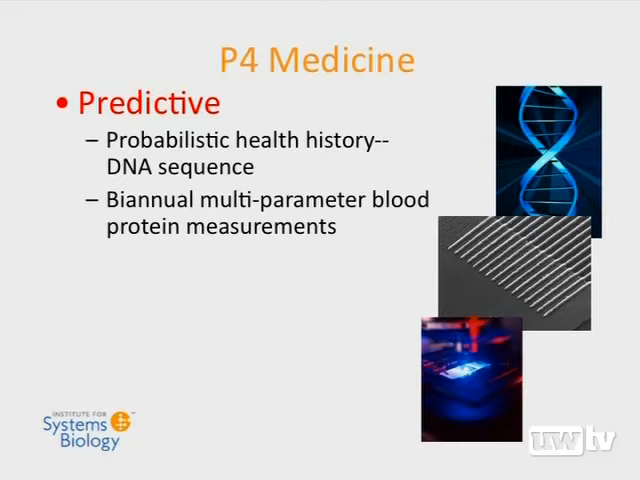 P4 Medicine
• Predictive
– Probabilistic health history--
DNA sequence
– Biannual multi-parameter blood
protein measurements
INSTITUTE FOR
Systems
Biology
uwtv